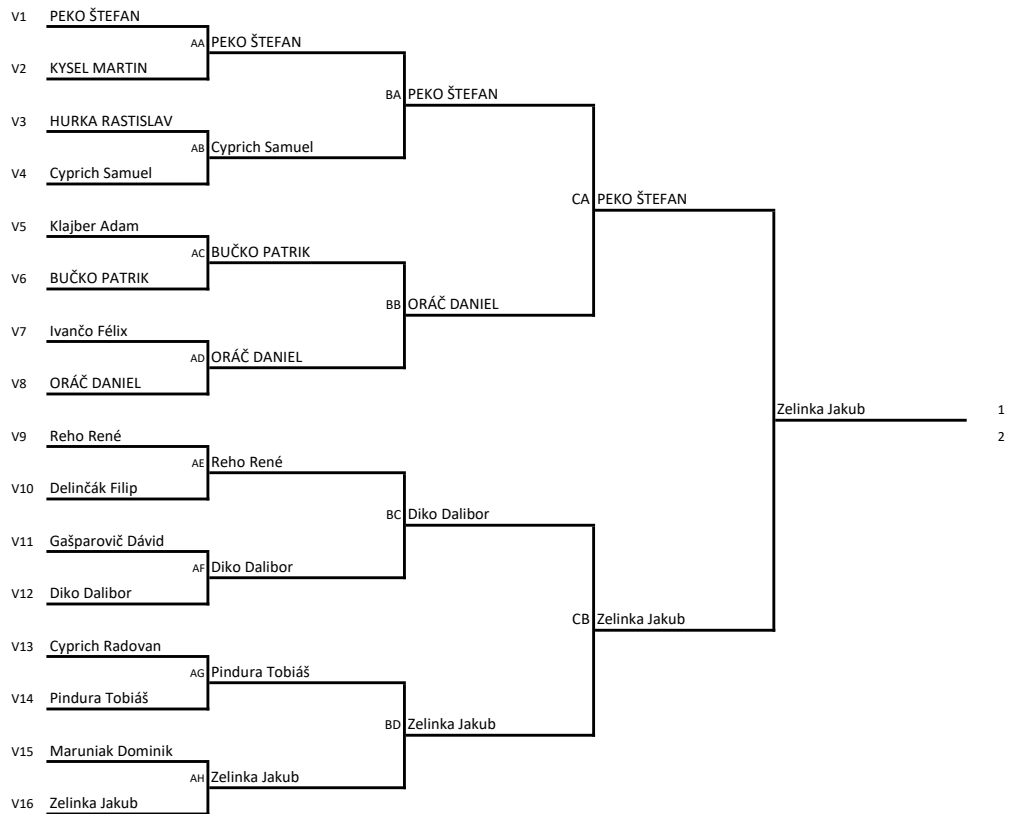 V1 PEKO ŠTEFAN
AA PEKO ŠTEFAN
V2 KYSEL MARTIN
BA PEKO ŠTEFAN
V3 HURKA RASTISLAV
AB Cyprich Samuel
V4 Cyprich Samuel
CA PEKO ŠTEFAN
V5 Klajber Adam
AC BUČKO PATRIK
V6 BUČKO PATRIK
BB ORÁČ DANIEL
V7 Ivančo Félix
AD ORÁČ DANIEL
V8 ORÁČ DANIEL
Zelinka Jakub 1
V9 Reho René 2
AE Reho René
V10 Delinčák Filip
BC Diko Dalibor
V11 Gašparovič Dávid
AF Diko Dalibor
V12 Diko Dalibor
CB Zelinka Jakub
V13 Cyprich Radovan
AG Pindura Tobiáš
V14 Pindura Tobiáš
BD Zelinka Jakub
V15 Maruniak Dominik
AH Zelinka Jakub
V16 Zelinka Jakub